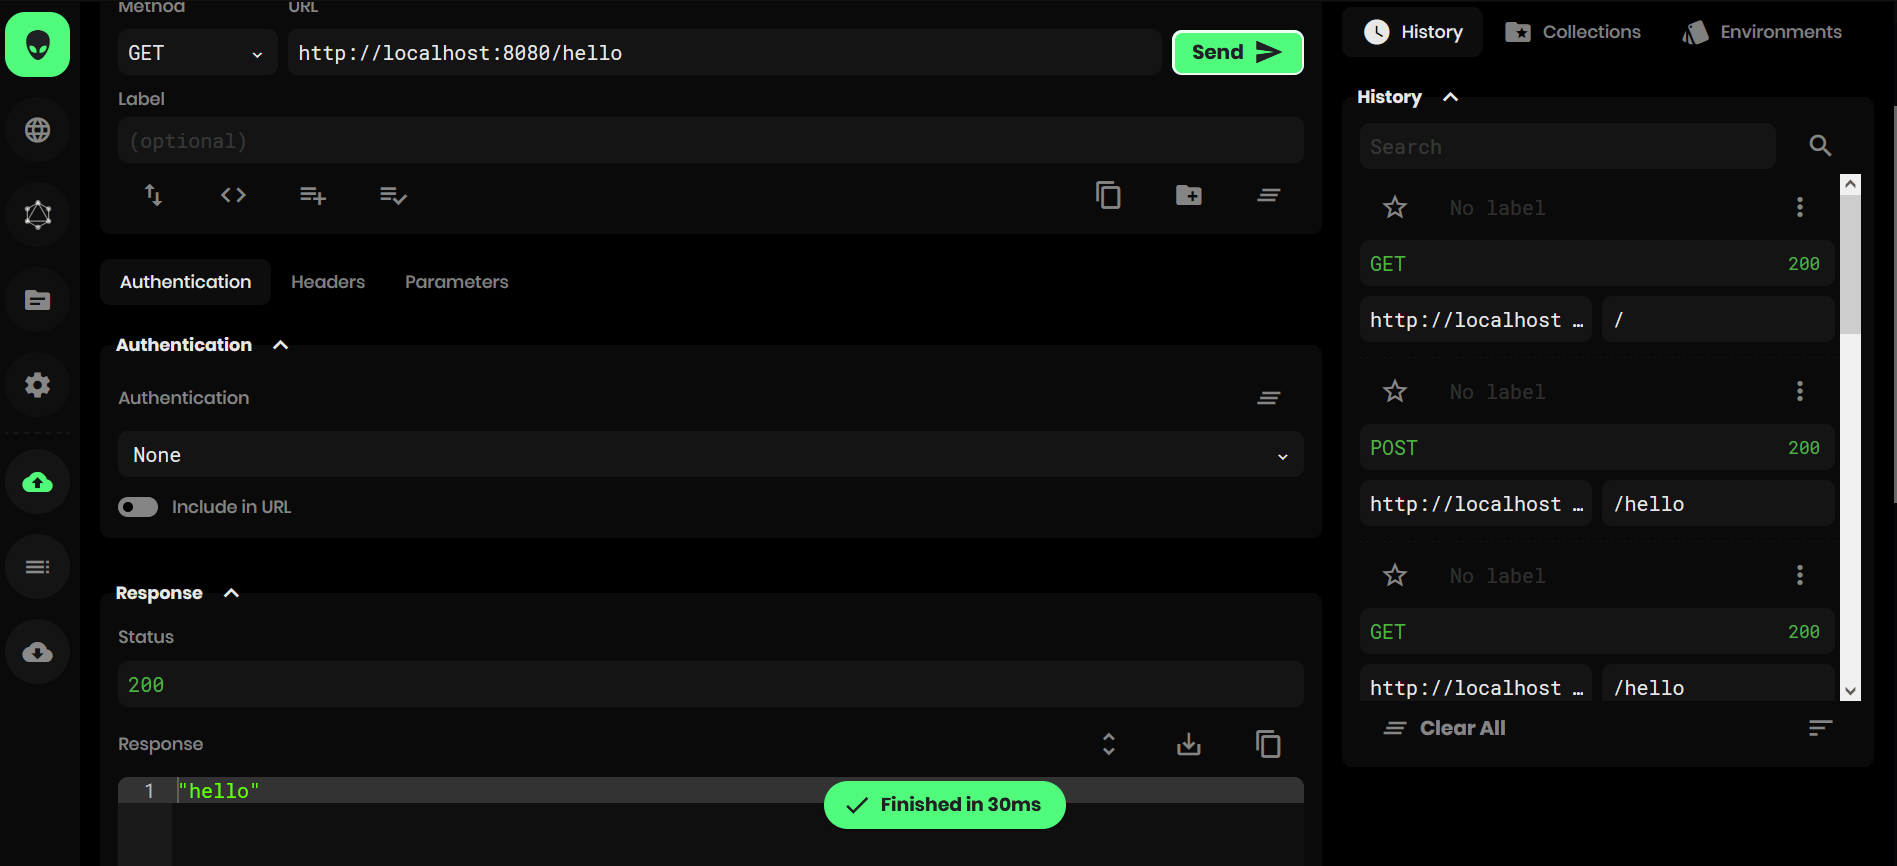 Method
URL
GET
http://localhost:8080/hello
Send
Label
(optional)
Authentication
Headers
Parameters
Authentication
Authentication
None
Include in URL
Response
Status
200
Response
1
"hello"
Finished in 30ms
History
Collections
Environments
History
Search
No label
GET
200
http://localhost …
/
No label
POST
200
http://localhost …
/hello
No label
GET
200
http://localhost …
/hello
Clear All